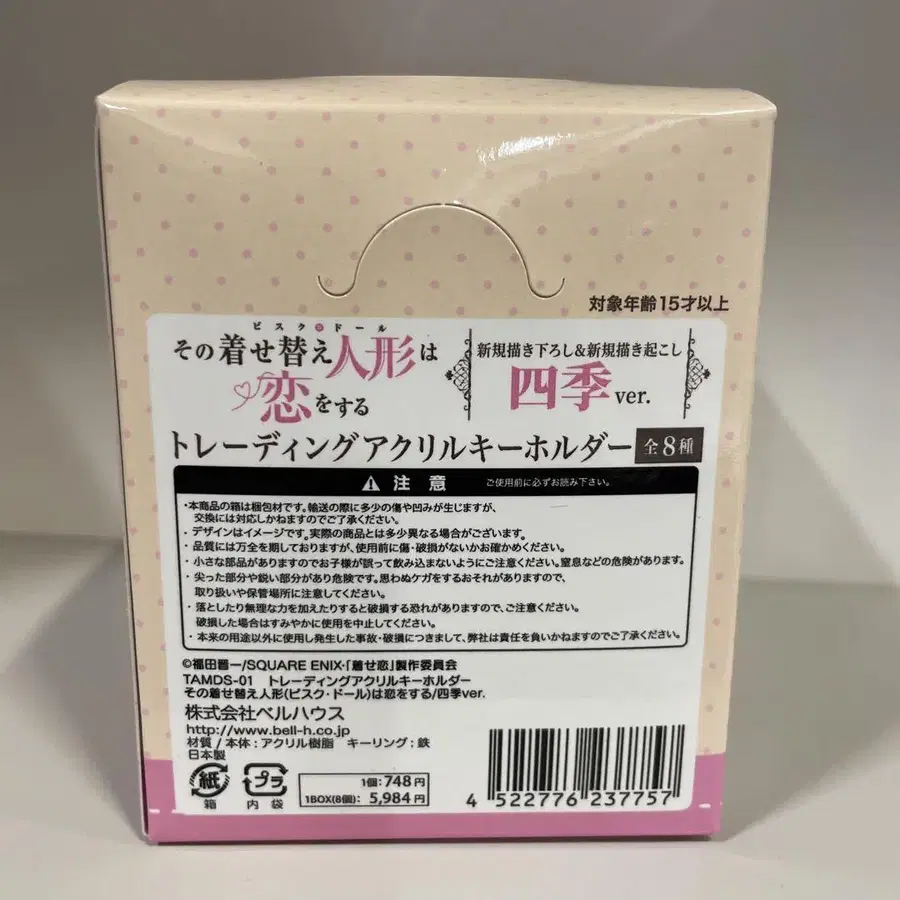 対象年齢15才以上
ビスク・ドール
その着せ替え人形は
恋をする
新規描き下ろし&新規描き起こし
四季ver.
トレーディングアクリルキーホルダー 全8種
注意 ご使用前に必ずお読み下さい。
・本商品の箱は梱包材です。輸送の際に多少の傷や凹みが生じますが、
交換には対応しかねますのでご了承ください。
・デザインはイメージです。実際の商品とは多少異なる場合がございます。
・品質には万全を期しておりますが、使用前に傷・破損がないかお確かめください。
・小さな部品がありますのでお子様が誤って飲み込まないようにご注意ください。窒息などの危険があります。
・尖った部分や鋭い部分があり危険です。思わぬケガをするおそれがありますので、
取り扱いや保管場所に注意してください。
・落としたり無理な力を加えたりすると破損する恐れがありますので、ご注意ください。
破損した場合はすみやかに使用を中止してください。
・本来の用途以外に使用し発生した事故・破損につきまして、弊社は責任を負いかねますのでご了承ください。
©福田晋一/SQUARE ENIX・「着せ恋」製作委員会
TAMDS-01 トレーディングアクリルキーホルダー
その着せ替え人形(ビスク・ドール)は恋をする/四季ver.
株式会社ベルハウス
http://www.bell-h.co.jp
材質/本体:アクリル樹脂 キーリング:鉄
日本製
紙
箱
プラ
内袋
1個:748円
1BOX(8個):5,984円
4 522776 237757